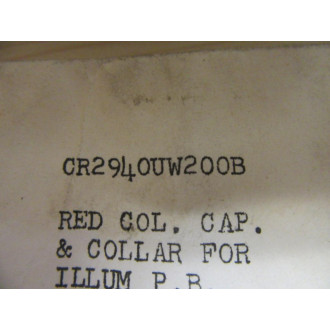 CR2940UW200B
RED COL. CAP.
& COLLAR FOR
ILLUM P.B.